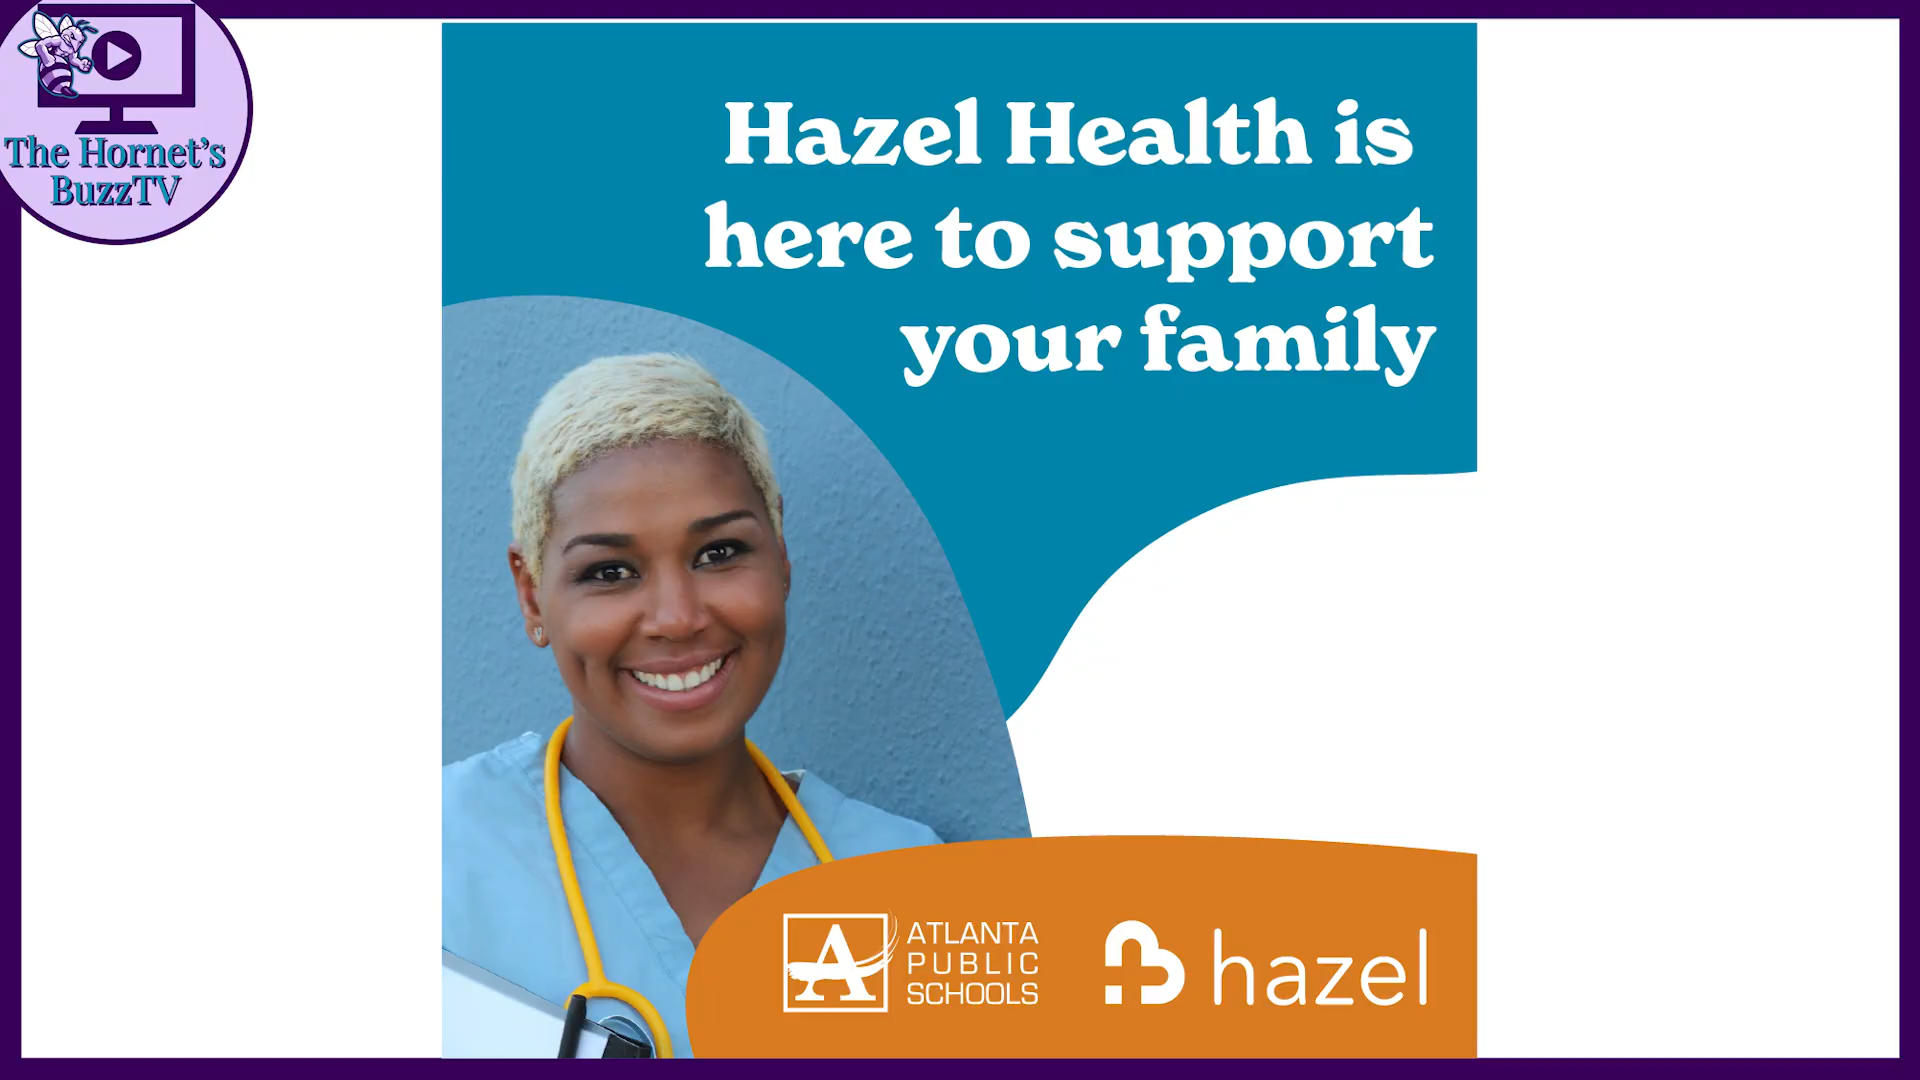 The Hornet's
BuzzTV
Hazel Health is
here to support
your family
ATLANTA
PUBLIC
SCHOOLS
hazel